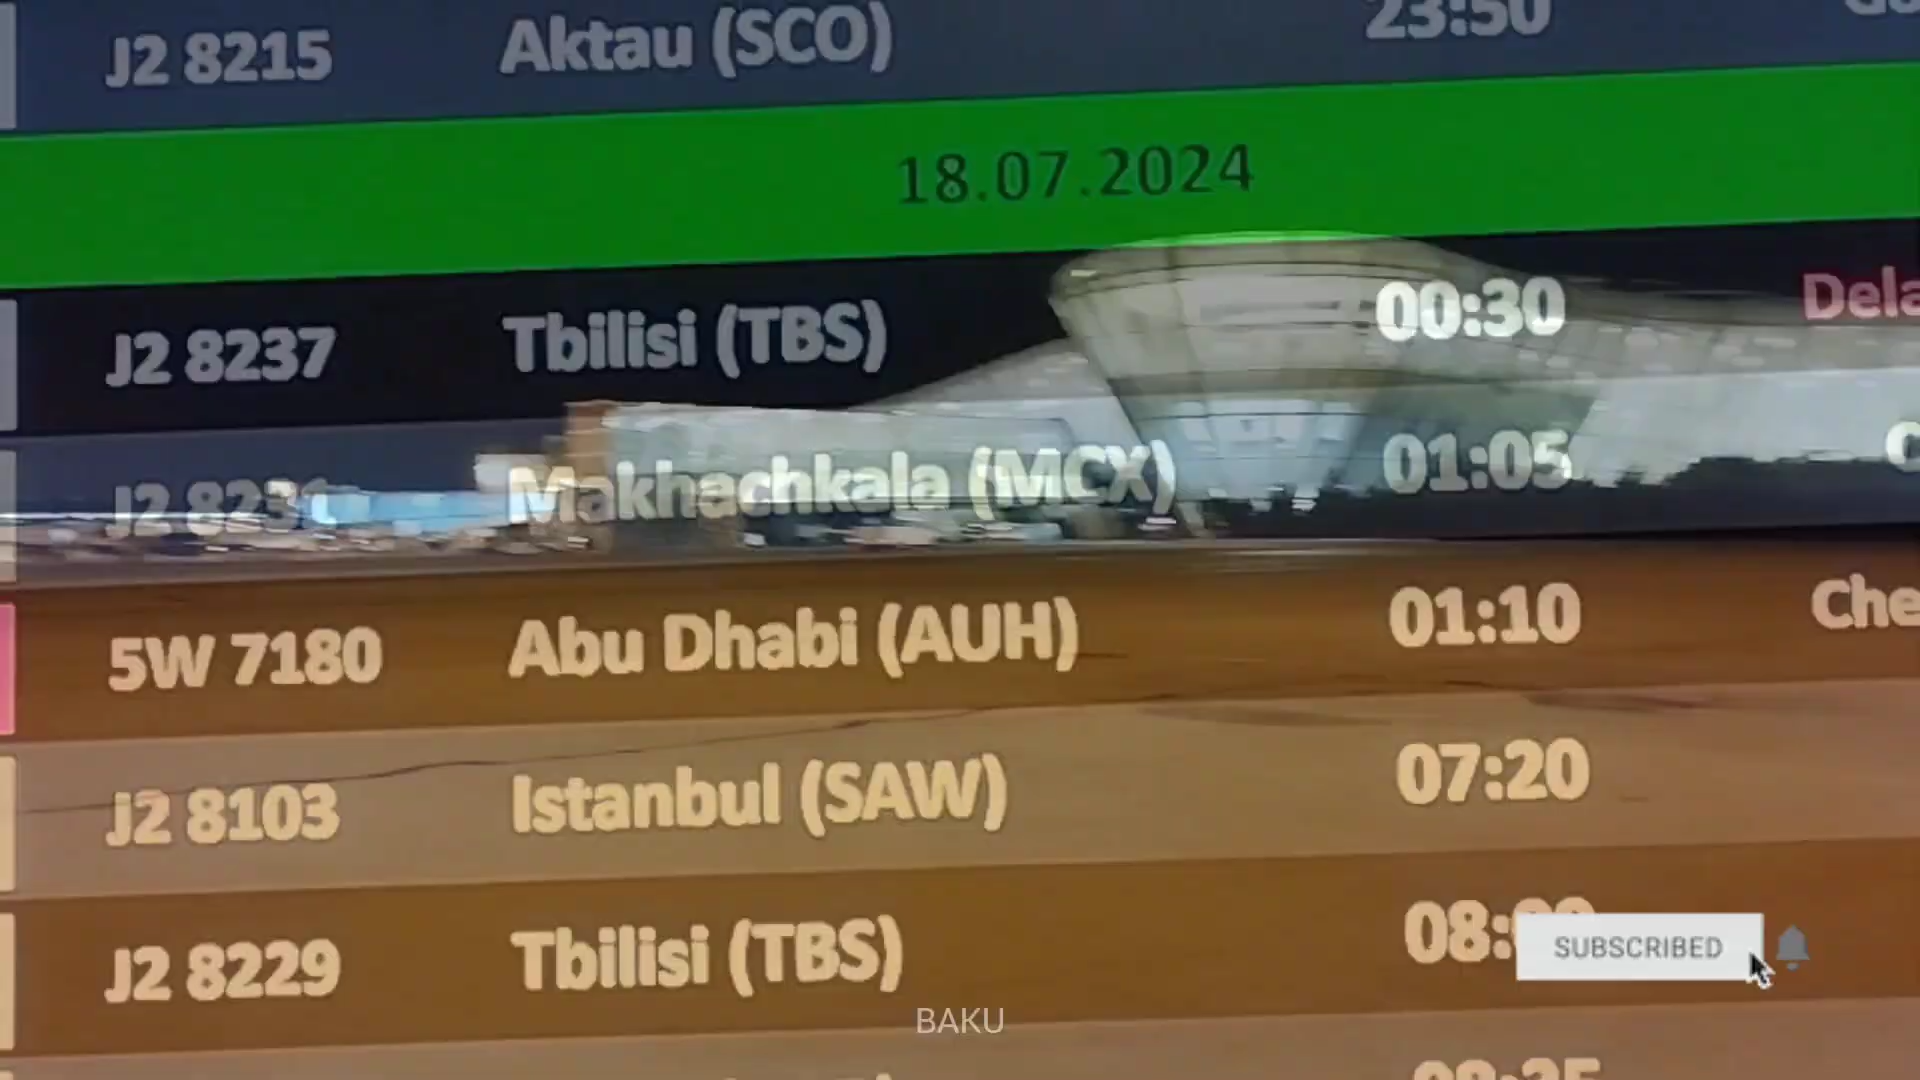 J2 8215 Aktau (SCO) 23:50
18.07.2024
J2 8237 Tbilisi (TBS) 00:30
Makhachkala (MCX) 01:05
5W 7180 Abu Dhabi (AUH) 01:10
J2 8103 Istanbul (SAW) 07:20
J2 8229 Tbilisi (TBS)
SUBSCRIBED
BAKU